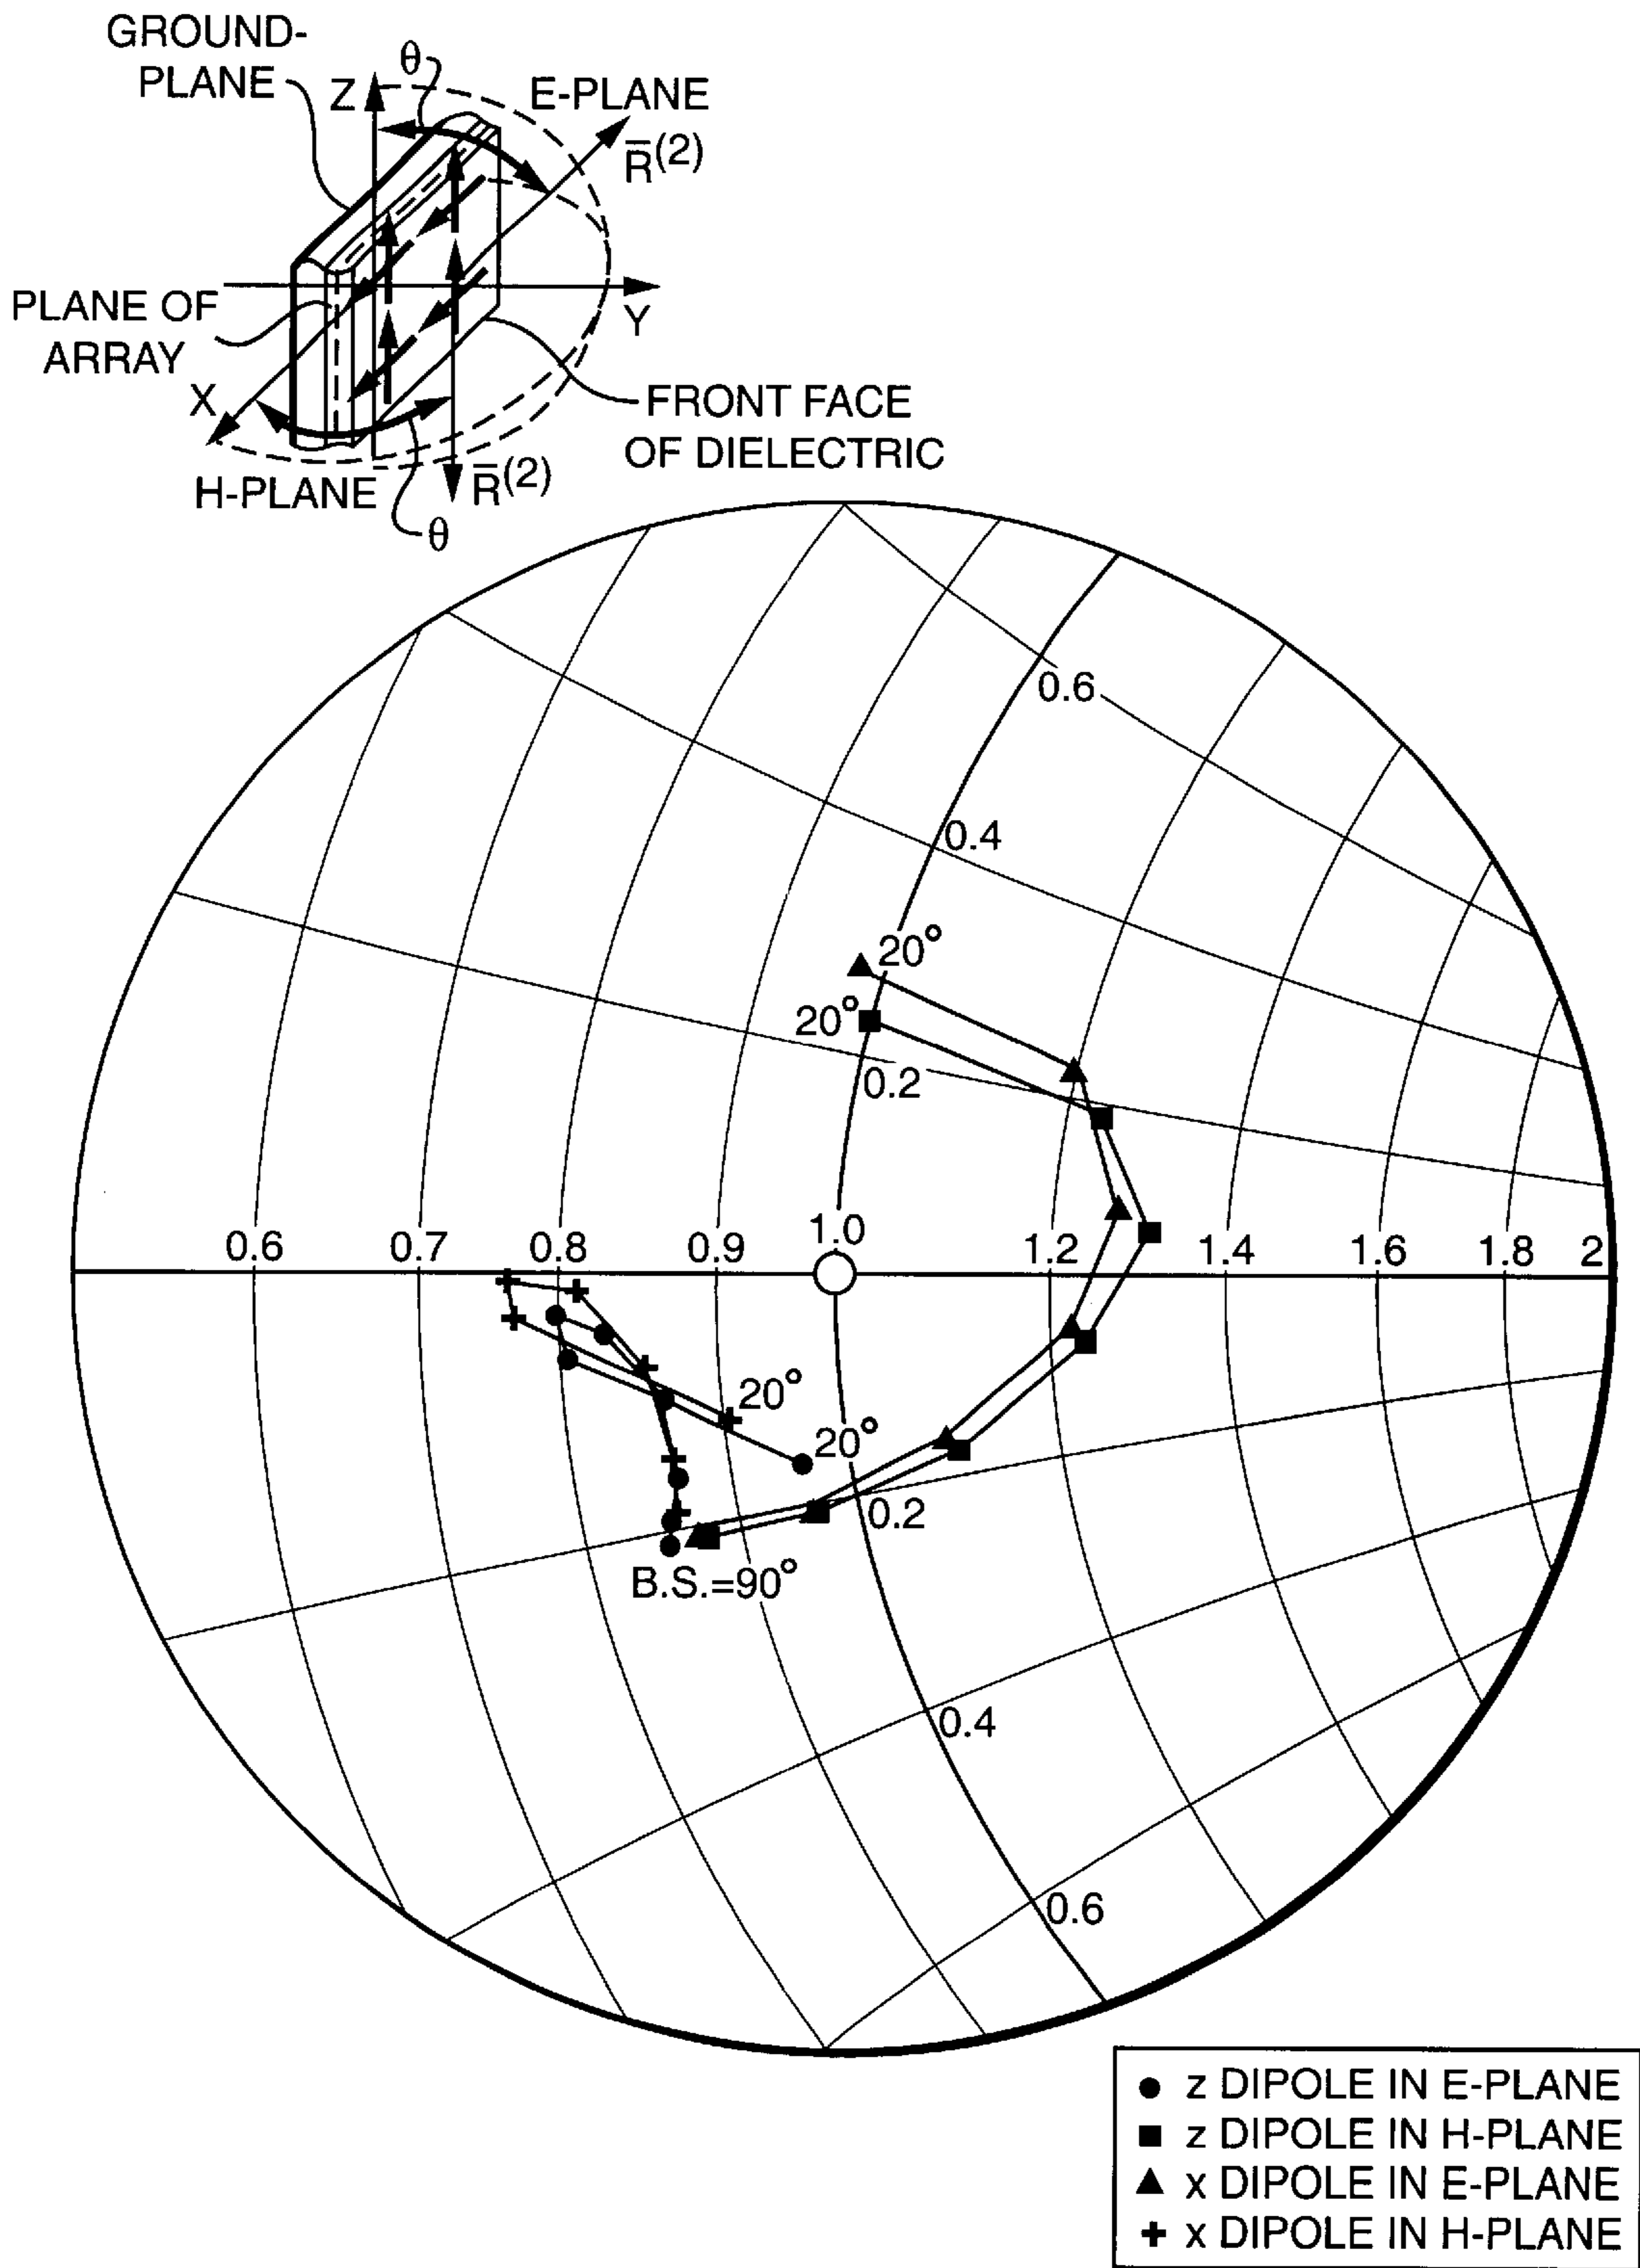 GROUND-
PLANE
θ
Z
E-PLANE
R̅(2)
PLANE OF
ARRAY
Y
X
FRONT FACE
OF DIELECTRIC
H-PLANE
R̅(2)
θ
0.6
0.4
20°
20°
0.2
0.6 0.7 0.8 0.9 1.0 1.2 1.4 1.6 1.8 2
20°
20°
0.2
B.S.=90°
0.4
0.6
z DIPOLE IN E-PLANE
z DIPOLE IN H-PLANE
x DIPOLE IN E-PLANE
x DIPOLE IN H-PLANE